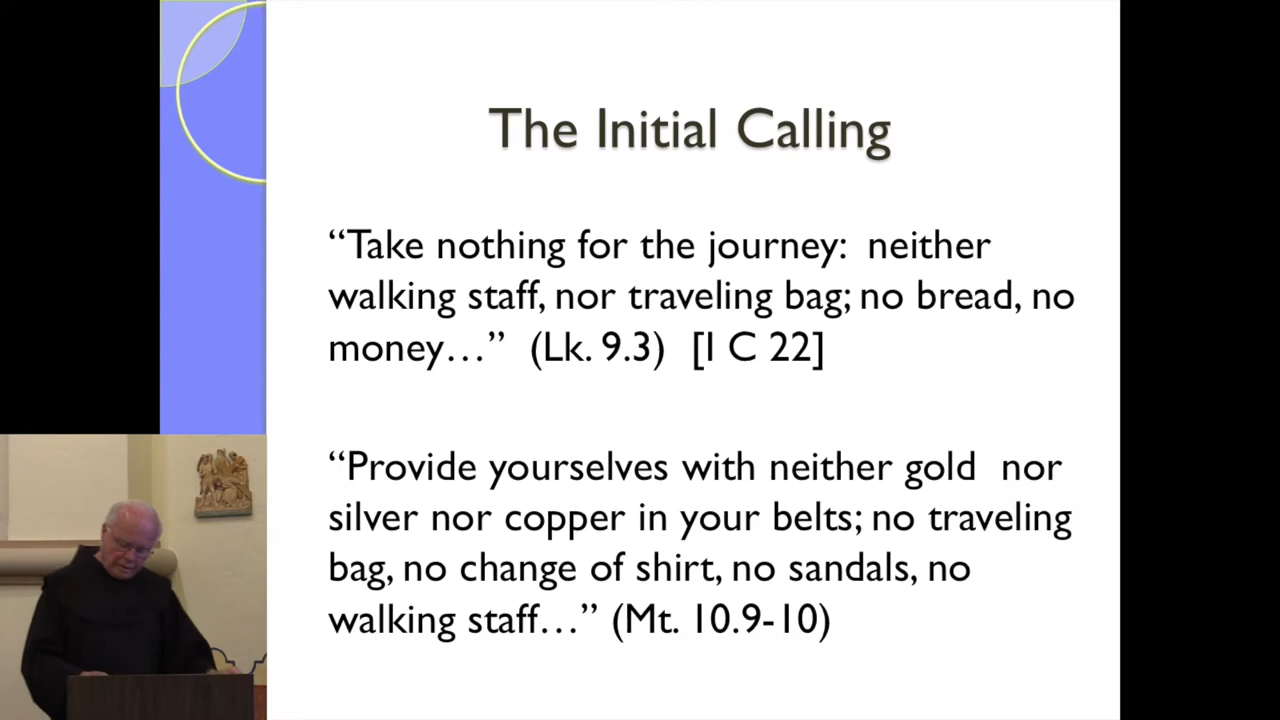 The Initial Calling
“Take nothing for the journey:  neither
walking staff, nor traveling bag; no bread, no
money…”  (Lk. 9.3)  [I C 22]
“Provide yourselves with neither gold  nor
silver nor copper in your belts; no traveling
bag, no change of shirt, no sandals, no
walking staff…” (Mt. 10.9-10)